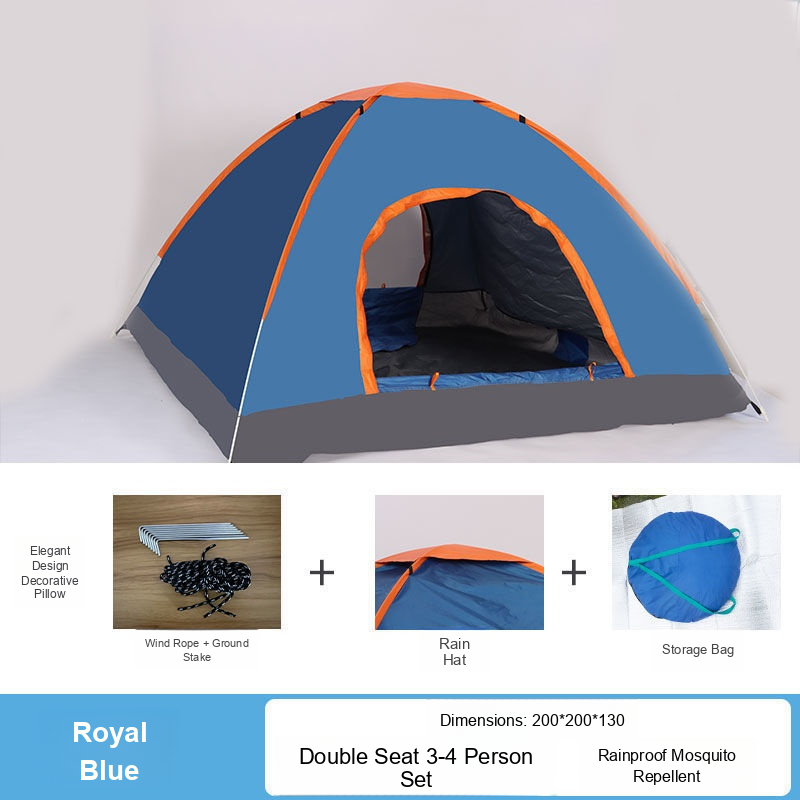 Elegant
Design
Decorative
Pillow
Wind Rope + Ground
Stake
Rain
Hat
Storage Bag
Royal
Blue
Dimensions: 200*200*130
Double Seat 3-4 Person
Set
Rainproof Mosquito
Repellent